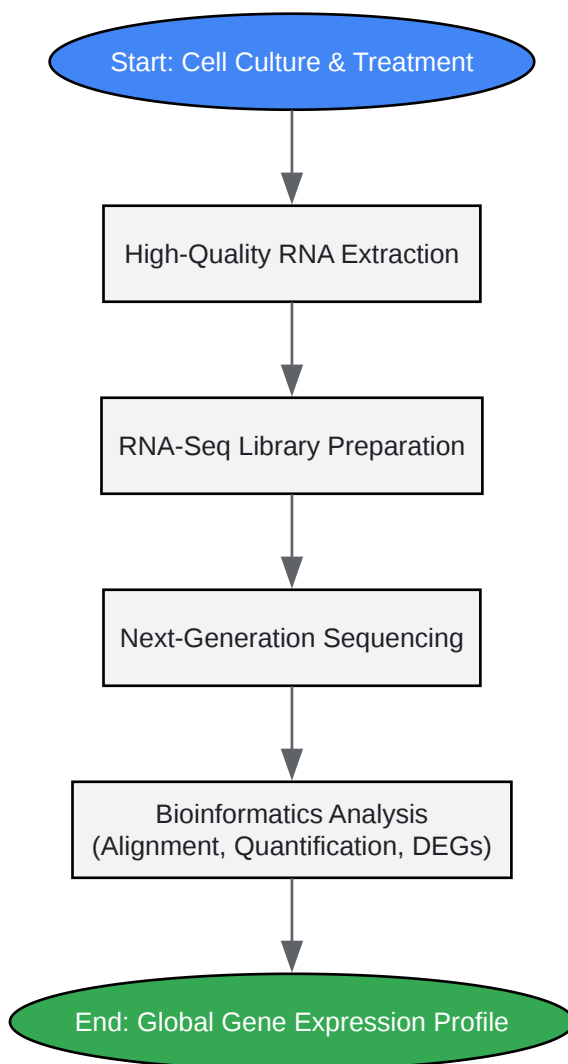 Start: Cell Culture & Treatment
High-Quality RNA Extraction
RNA-Seq Library Preparation
Next-Generation Sequencing
Bioinformatics Analysis
(Alignment, Quantification, DEGs)
End: Global Gene Expression Profile